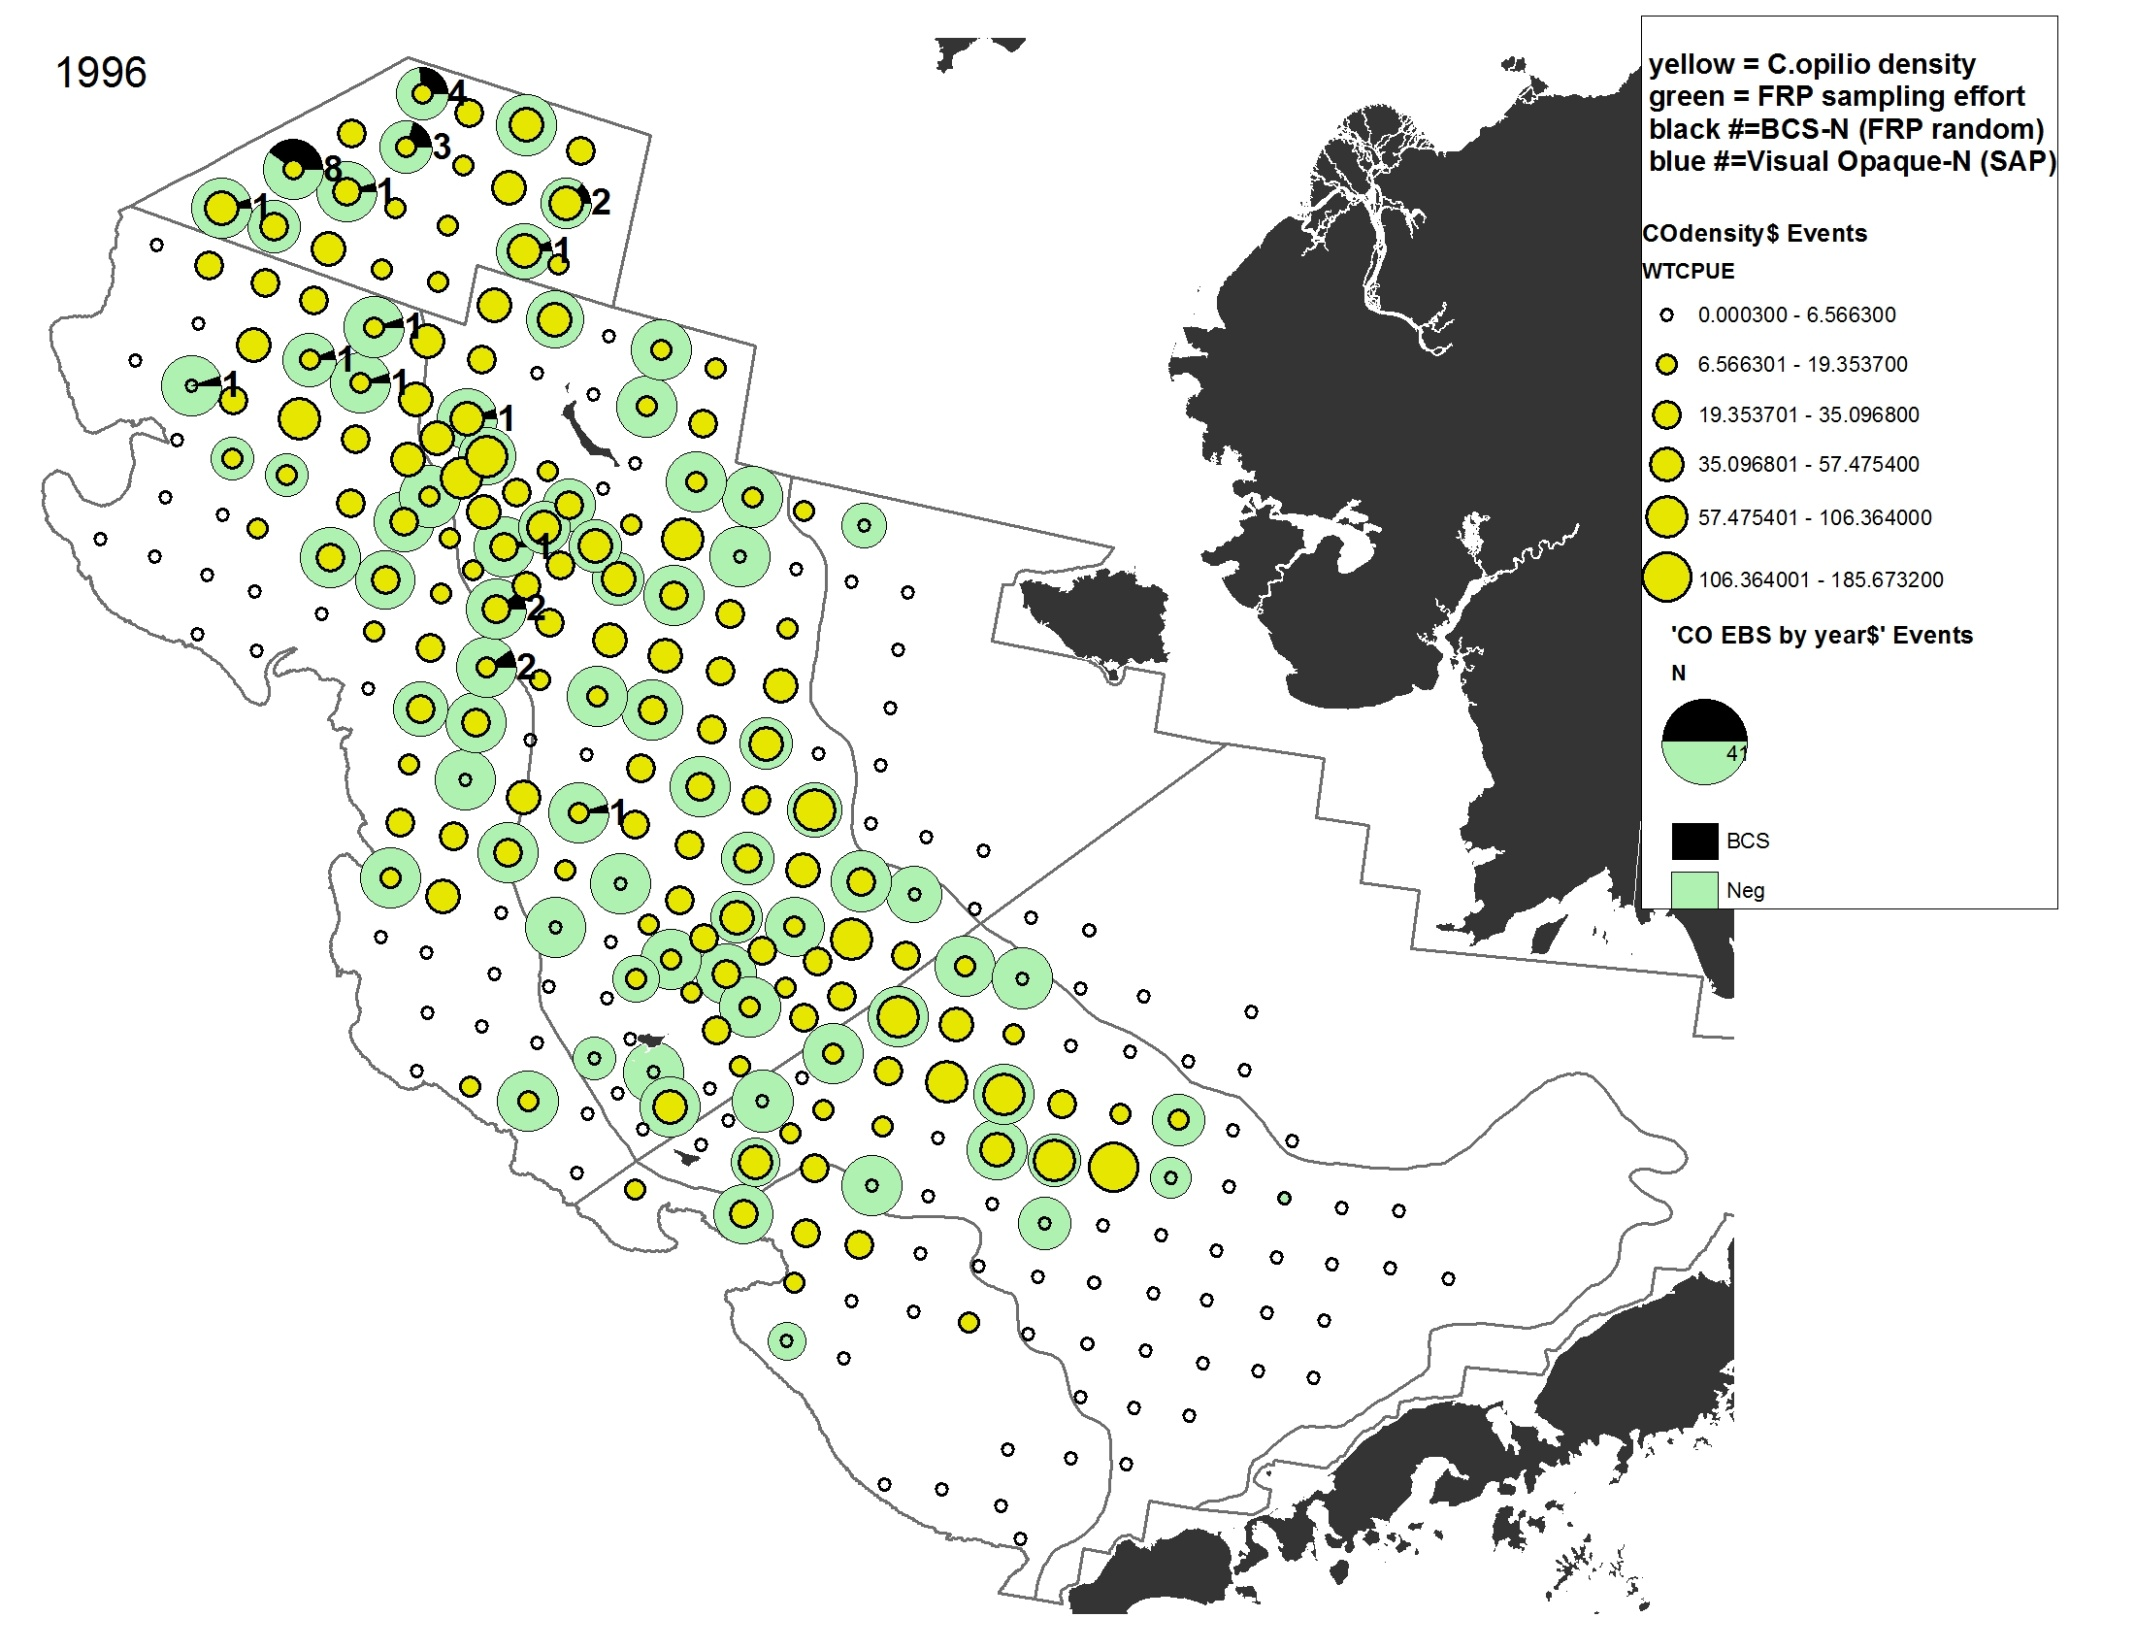 1996
yellow = C.opilio density
green = FRP sampling effort
black #=BCS-N (FRP random)
blue #=Visual Opaque-N (SAP)
COdensity$ Events
WTCPUE
0.000300 - 6.566300
6.566301 - 19.353700
19.353701 - 35.096800
35.096801 - 57.475400
57.475401 - 106.364000
106.364001 - 185.673200
'CO EBS by year$' Events
N
41
BCS
Neg
4
3
8
1
2
1
1
1
1
1
1
1
1
2
2
1